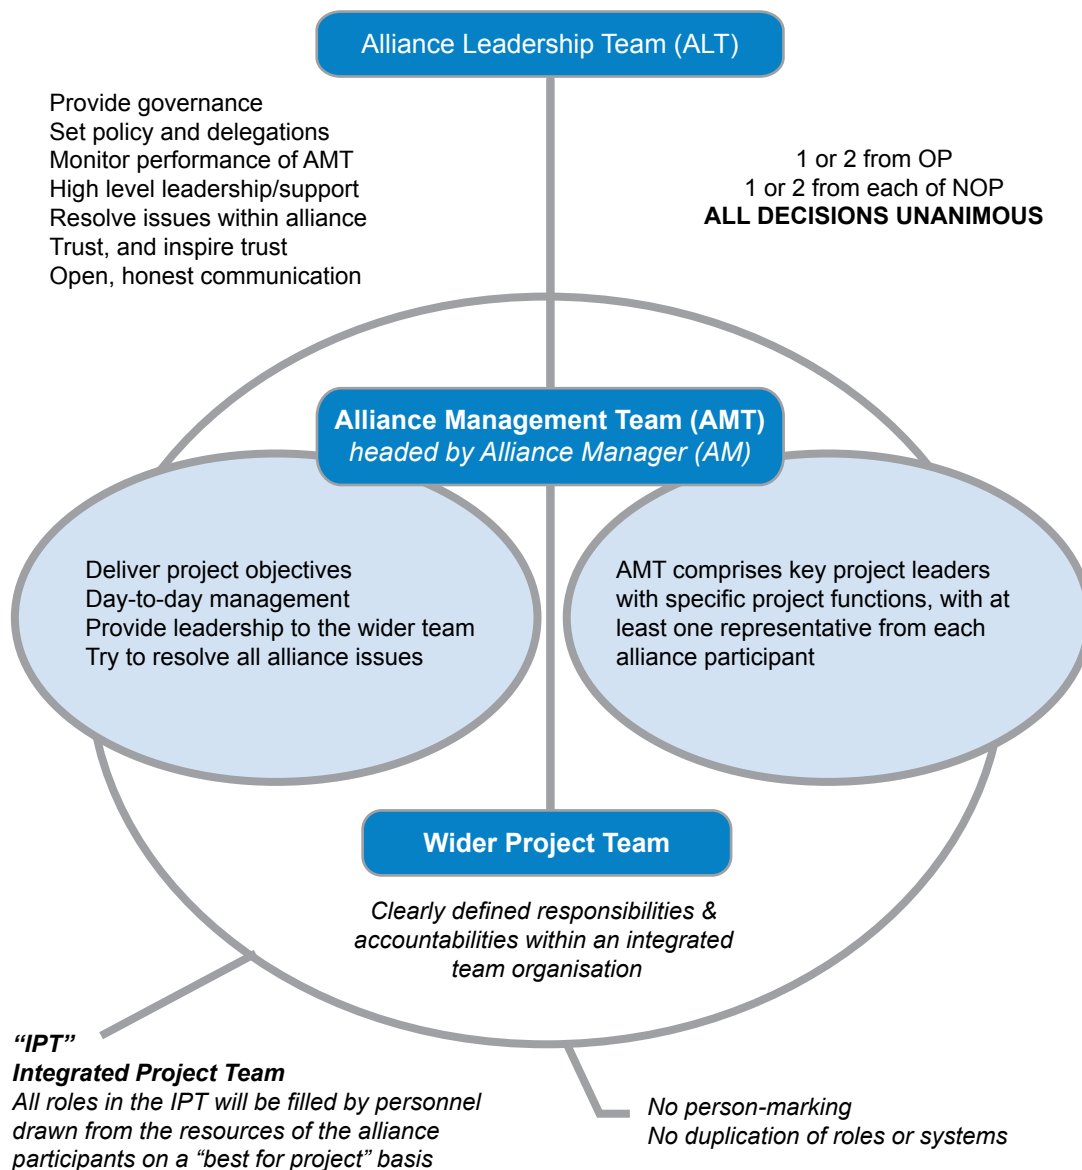 Alliance Leadership Team (ALT)
Provide governance
Set policy and delegations
Monitor performance of AMT
High level leadership/support
Resolve issues within alliance
Trust, and inspire trust
Open, honest communication
1 or 2 from OP
1 or 2 from each of NOP
ALL DECISIONS UNANIMOUS
Alliance Management Team (AMT)
headed by Alliance Manager (AM)
Deliver project objectives
Day-to-day management
Provide leadership to the wider team
Try to resolve all alliance issues
AMT comprises key project leaders
with specific project functions, with at
least one representative from each
alliance participant
Wider Project Team
Clearly defined responsibilities &
accountabilities within an integrated
team organisation
“IPT”
Integrated Project Team
All roles in the IPT will be filled by personnel
drawn from the resources of the alliance
participants on a “best for project” basis
No person-marking
No duplication of roles or systems